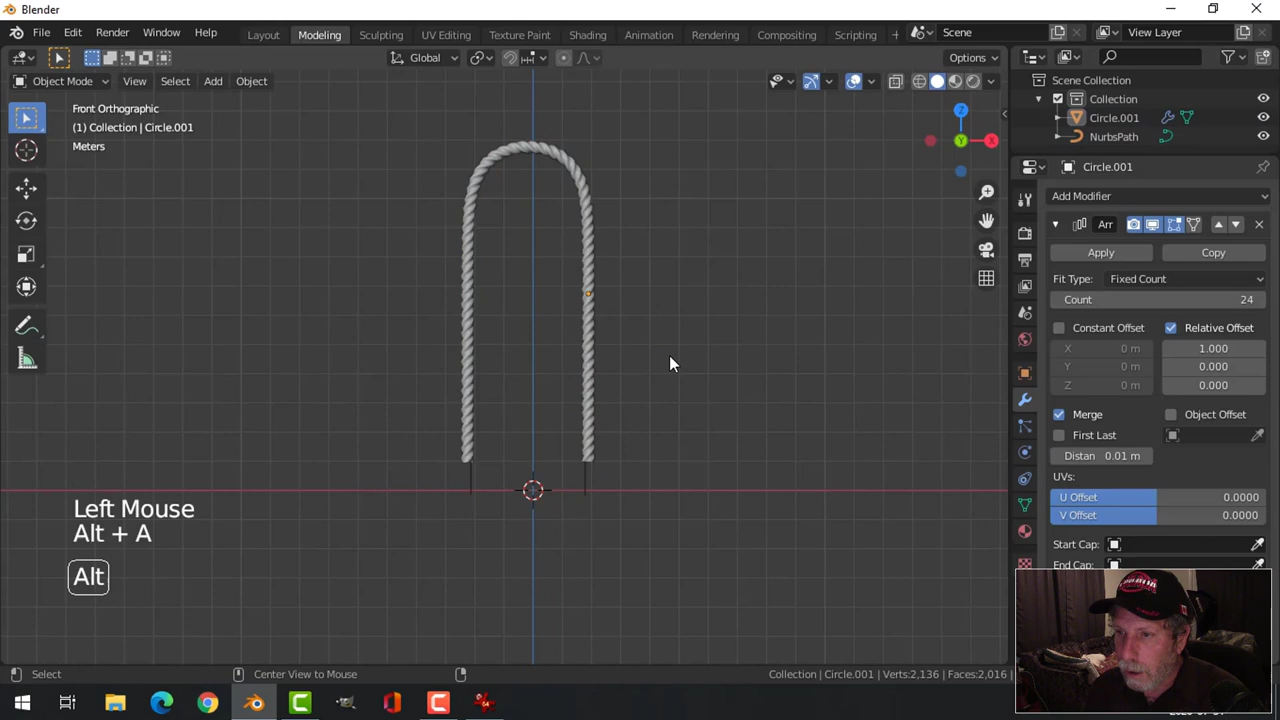 Blender
File Edit Render Window Help Layout Modeling Sculpting UV Editing Texture Paint Shading Animation Rendering Compositing Scripting + Scene View Layer
Global Options
Object Mode View Select Add Object
Front Orthographic
(1) Collection | Circle.001
Meters
Z
Y
X
Scene Collection
Collection
Circle.001
NurbsPath
Circle.001
Add Modifier
Arr
Apply Copy
Fit Type: Fixed Count
Count 24
Constant Offset Relative Offset
X 0 m 1.000
Y 0 m 0.000
Z 0 m 0.000
Merge Object Offset
First Last
Distan 0.01 m
UVs:
U Offset 0.0000
V Offset 0.0000
Start Cap:
End Cap:
Left Mouse
Alt + A
Alt
Select Center View to Mouse Collection | Circle.001 | Verts:2,136 | Faces:2,016